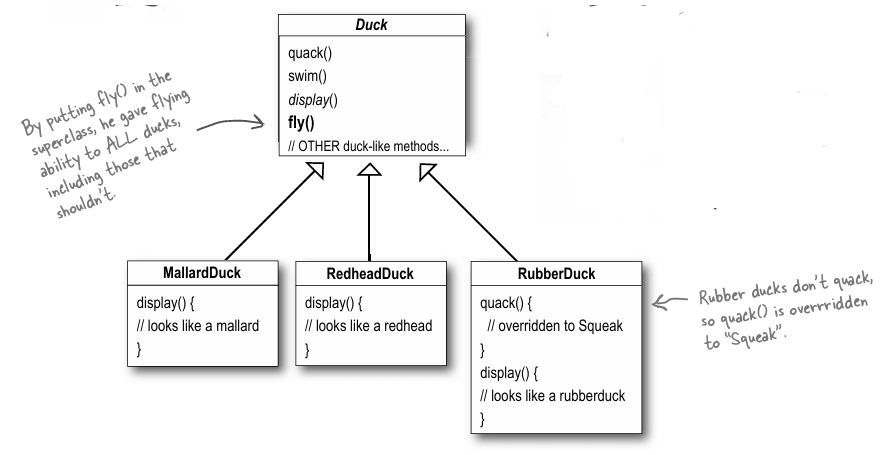 Duck
quack()
swim()
display()
fly()
// OTHER duck-like methods...
By putting fly() in the
superclass, he gave flying
ability to ALL ducks,
including those that
shouldn't.
MallardDuck
display() {
// looks like a mallard
}
RedheadDuck
display() {
// looks like a redhead
}
RubberDuck
quack() {
// overridden to Squeak
}
display() {
// looks like a rubberduck
}
Rubber ducks don't quack,
so quack() is overrridden
to "Squeak".